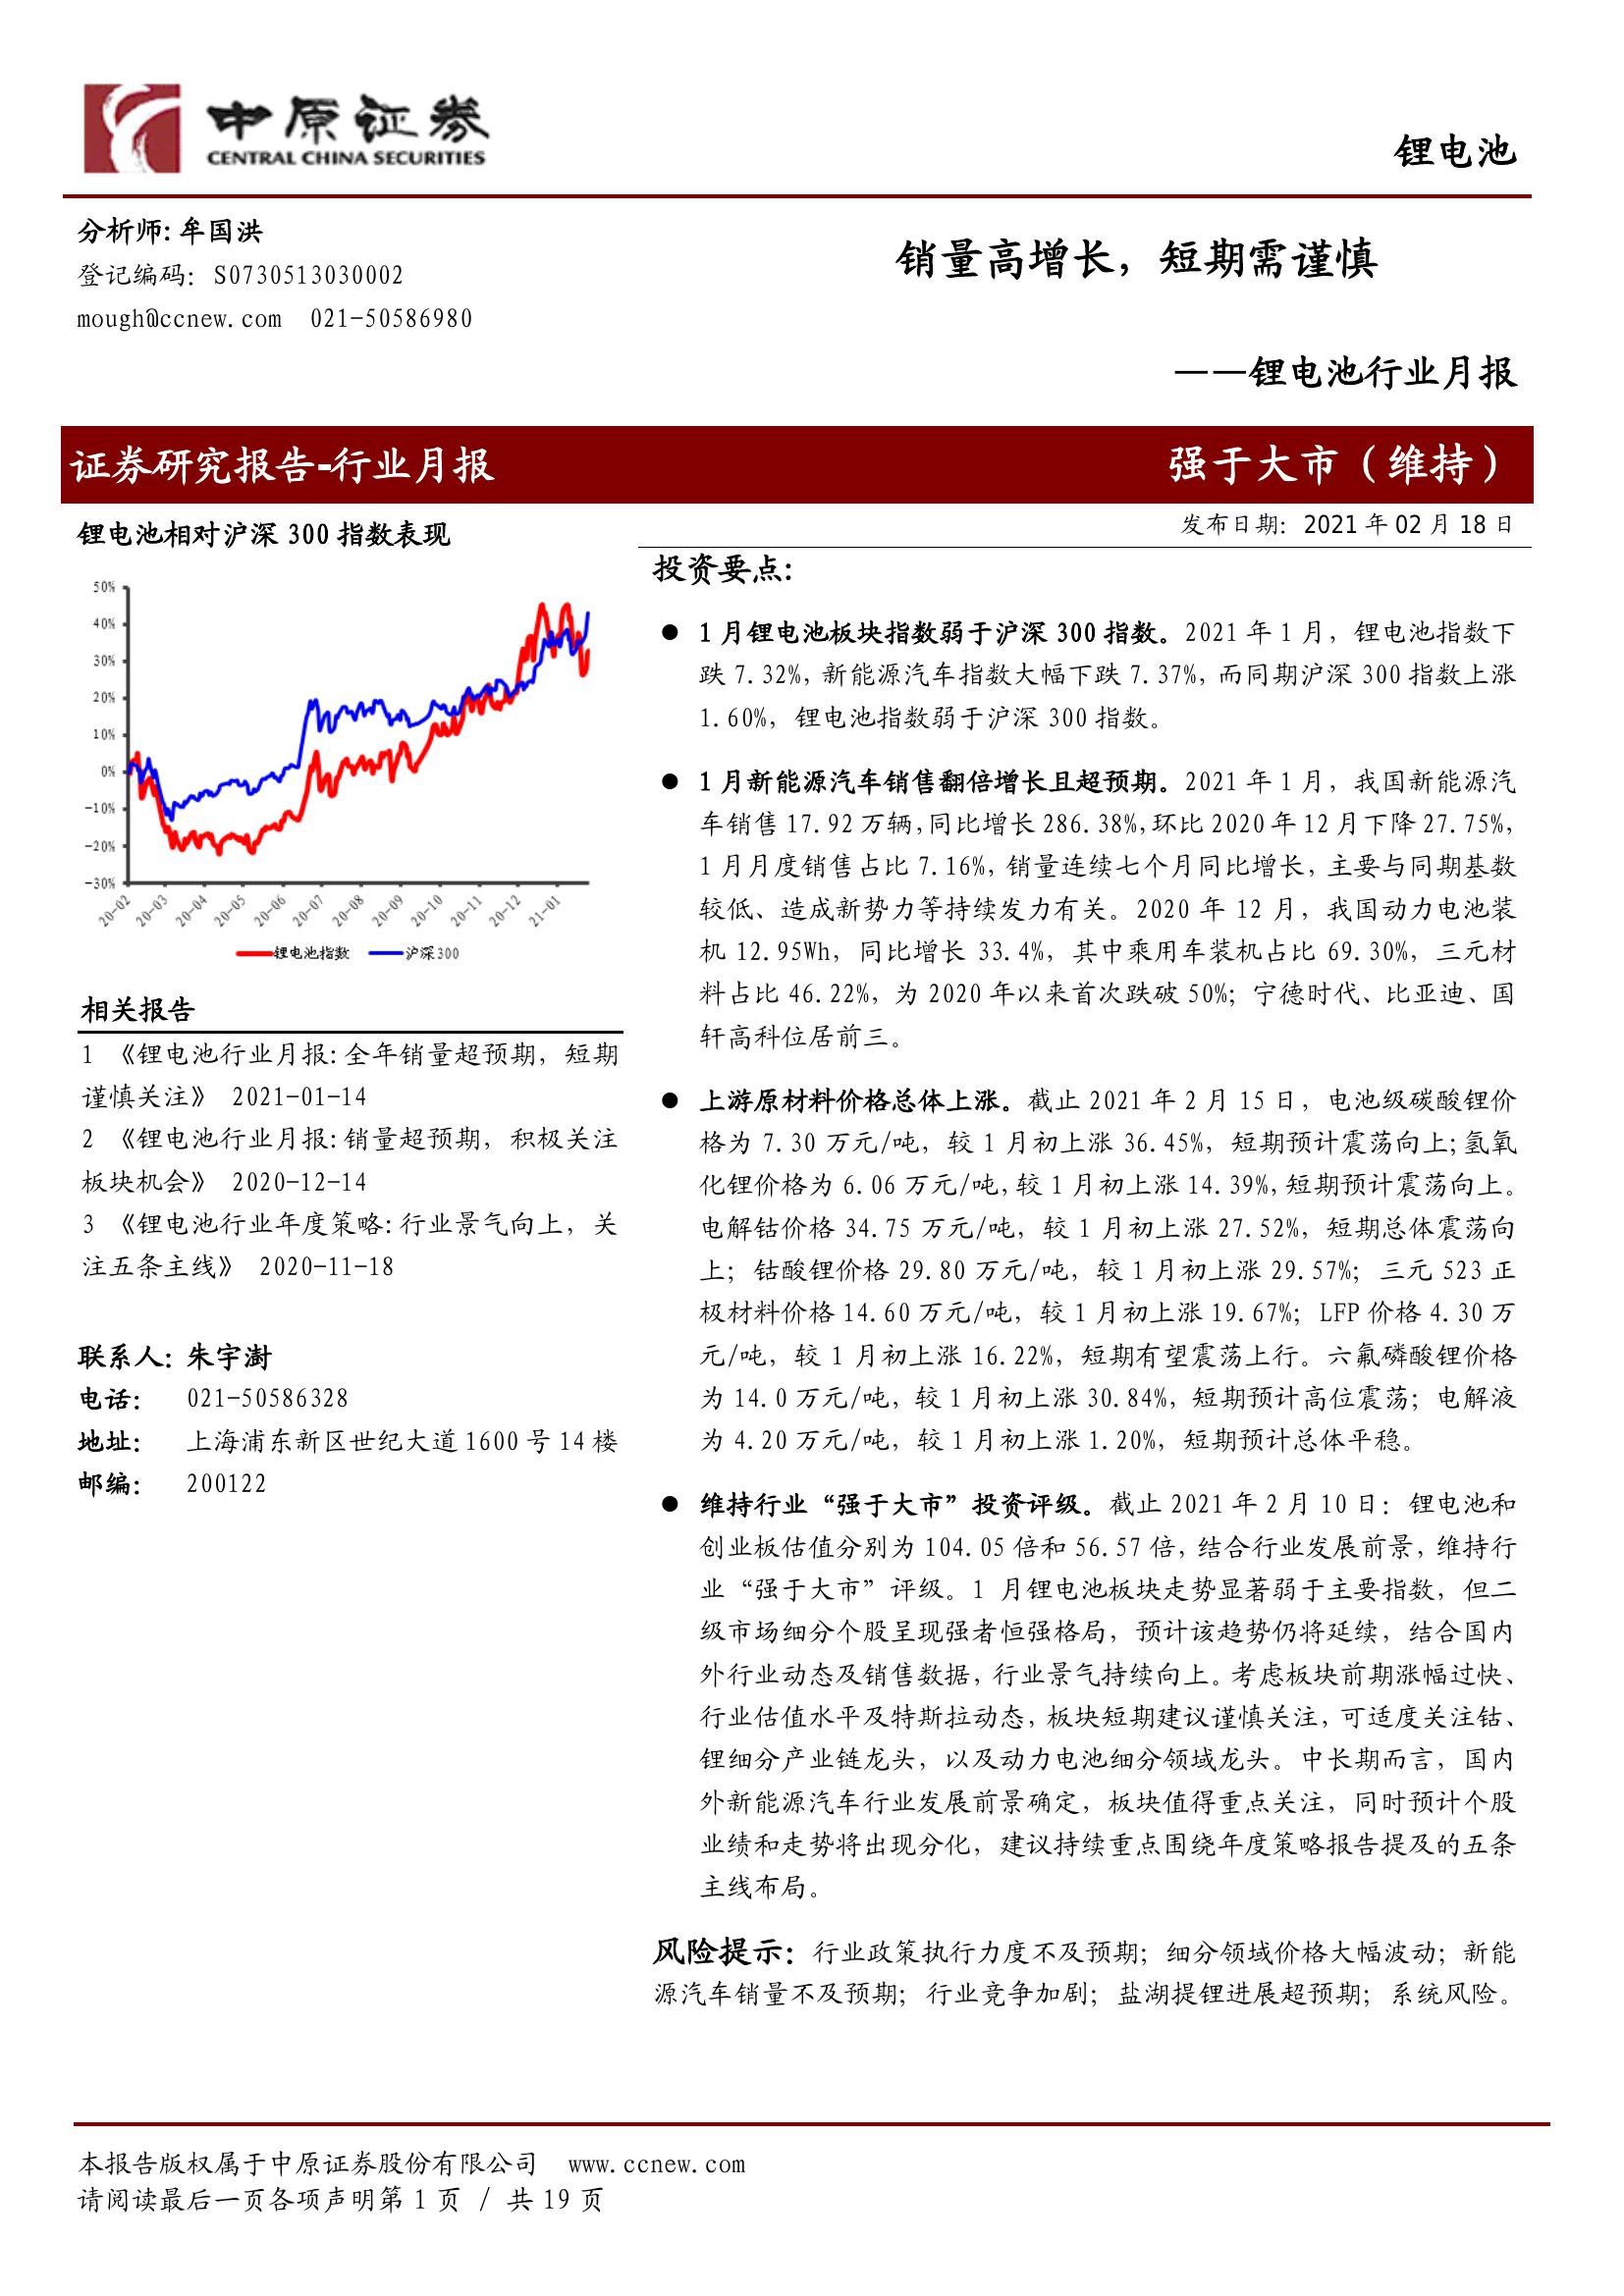 中原证券
CENTRAL CHINA SECURITIES
锂电池
分析师:牟国洪
登记编码：S0730513030002
mough@ccnew.com 021-50586980
销量高增长，短期需谨慎
——锂电池行业月报
证券研究报告-行业月报
强于大市（维持）
锂电池相对沪深 300 指数表现
50%
40%
30%
20%
10%
0%
-10%
-20%
-30%
20-02 20-03 20-04 20-05 20-06 20-07 20-08 20-09 20-10 20-11 20-12 21-01
锂电池指数 沪深300
相关报告
1 《锂电池行业月报:全年销量超预期，短期
谨慎关注》 2021-01-14
2 《锂电池行业月报:销量超预期，积极关注
板块机会》 2020-12-14
3 《锂电池行业年度策略:行业景气向上，关
注五条主线》 2020-11-18
联系人: 朱宇澍
电话： 021-50586328
地址： 上海浦东新区世纪大道1600 号14 楼
邮编： 200122
发布日期：2021 年 02 月 18 日
投资要点:
● 1 月锂电池板块指数弱于沪深 300 指数。2021 年 1 月，锂电池指数下
跌 7.32%,新能源汽车指数大幅下跌 7.37%,而同期沪深 300 指数上涨
1.60%，锂电池指数弱于沪深 300 指数。
● 1 月新能源汽车销售翻倍增长且超预期。2021 年 1 月，我国新能源汽
车销售 17.92 万辆,同比增长 286.38%,环比 2020 年 12 月下降 27.75%,
1 月月度销售占比 7.16%,销量连续七个月同比增长，主要与同期基数
较低、造成新势力等持续发力有关。2020 年 12 月，我国动力电池装
机 12.95Wh，同比增长 33.4%，其中乘用车装机占比 69.30%，三元材
料占比 46.22%，为 2020 年以来首次跌破 50%；宁德时代、比亚迪、国
轩高科位居前三。
● 上游原材料价格总体上涨。截止 2021 年 2 月 15 日，电池级碳酸锂价
格为 7.30 万元/吨，较 1 月初上涨 36.45%，短期预计震荡向上;氢氧
化锂价格为 6.06 万元/吨,较 1 月初上涨 14.39%,短期预计震荡向上。
电解钴价格 34.75 万元/吨，较 1 月初上涨 27.52%，短期总体震荡向
上；钴酸锂价格 29.80 万元/吨，较 1 月初上涨 29.57%；三元 523 正
极材料价格 14.60 万元/吨，较 1 月初上涨 19.67%；LFP 价格 4.30 万
元/吨，较 1 月初上涨 16.22%，短期有望震荡上行。六氟磷酸锂价格
为 14.0 万元/吨，较 1 月初上涨 30.84%，短期预计高位震荡；电解液
为 4.20 万元/吨，较 1 月初上涨 1.20%，短期预计总体平稳。
● 维持行业“强于大市”投资评级。截止 2021 年 2 月 10 日：锂电池和
创业板估值分别为 104.05 倍和 56.57 倍,结合行业发展前景,维持行
业“强于大市”评级。1 月锂电池板块走势显著弱于主要指数，但二
级市场细分个股呈现强者恒强格局，预计该趋势仍将延续，结合国内
外行业动态及销售数据,行业景气持续向上。考虑板块前期涨幅过快、
行业估值水平及特斯拉动态,板块短期建议谨慎关注,可适度关注钴、
锂细分产业链龙头，以及动力电池细分领域龙头。中长期而言，国内
外新能源汽车行业发展前景确定，板块值得重点关注，同时预计个股
业绩和走势将出现分化，建议持续重点围绕年度策略报告提及的五条
主线布局。
风险提示：行业政策执行力度不及预期；细分领域价格大幅波动；新能
源汽车销量不及预期；行业竞争加剧；盐湖提锂进展超预期；系统风险。
本报告版权属于中原证券股份有限公司 www.ccnew.com
请阅读最后一页各项声明第 1 页 / 共 19 页